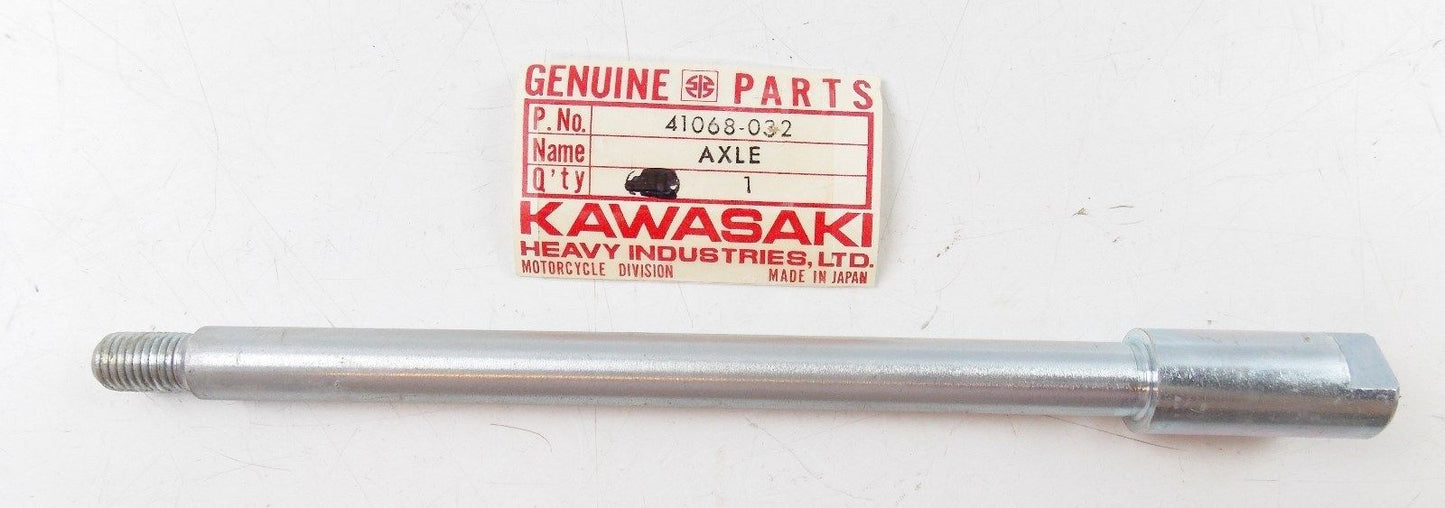 GENUINE PARTS
P. No. 41068-032
Name AXLE
Q'ty 1
KAWASAKI
HEAVY INDUSTRIES, LTD.
MOTORCYCLE DIVISION MADE IN JAPAN